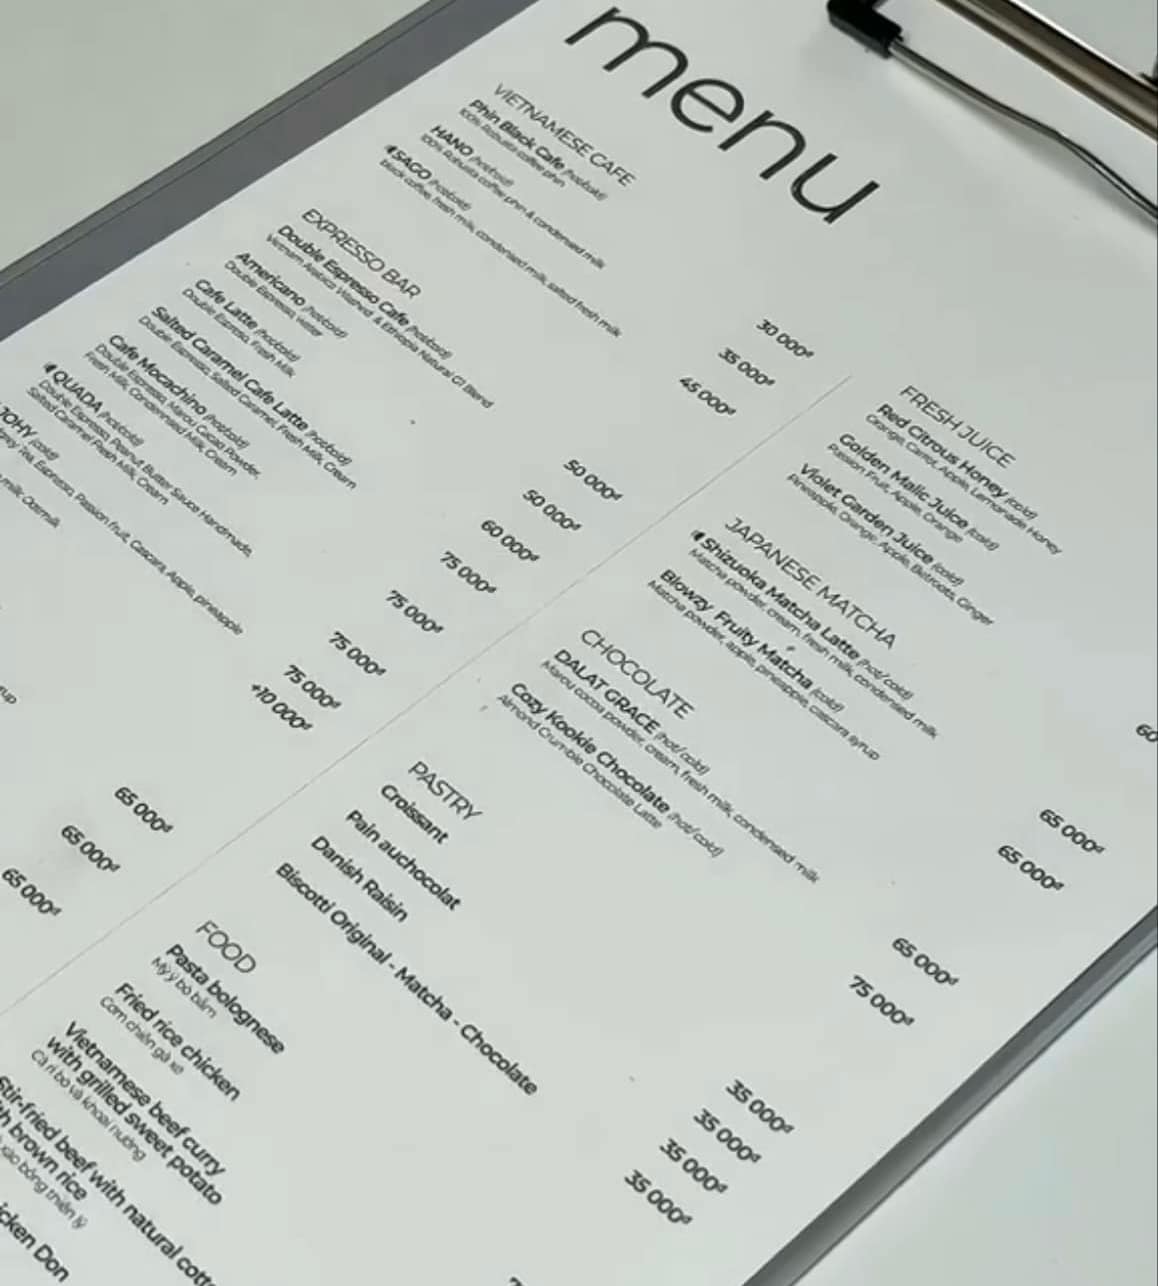 menu
VIETNAMESE CAFE
Phin Black Cafe (hot/cold)
100% Robusta coffee phin
30 000đ
HANO (hot/cold)
100% Robusta coffee phin & condensed milk
35 000đ
SAGO (hot/cold)
black coffee, fresh milk, condensed milk, salted fresh milk
45 000đ
EXPRESSO BAR
Double Espresso Cafe (hot/cold)
Vietnam Arabica Washed & Ethiopia Natural G1 Blend
50 000đ
Americano (hot/cold)
Double Espresso, water
50 000đ
Cafe Latte (hot/cold)
Double Espresso, Fresh Milk
60 000đ
Salted Caramel Cafe Latte (hot/cold)
Double Espresso, Salted Caramel, Fresh Milk, Cream
75 000đ
Cafe Mocachino (hot/cold)
Double Espresso, Marou Cacao Powder,
Fresh Milk, Condensed Milk, Cream
75 000đ
QUADA (hot/cold)
Double Espresso, Peanut Butter Sauce Handmade,
Salted Caramel Fresh Milk, Cream
75 000đ
JOHY (cold)
Tea, Espresso, Passion fruit, Cascara, Apple, pineapple
75 000đ
milk: Oatmilk
+10 000đ
65 000đ
65 000đ
65 000đ
FRESH JUICE
Red Citrous Honey (cold)
Orange, Carrot, Apple, Lemonade Honey
60
Golden Malic Juice (cold)
Passion Fruit, Apple, Orange
65 000đ
Violet Garden Juice (cold)
Pineapple, Orange, Apple, Betroots, Ginger
65 000đ
JAPANESE MATCHA
Shizuoka Matcha Latte (hot/cold)
Matcha powder, cream, fresh milk, condensed milk
65 000đ
Blowzy Fruity Matcha (cold)
Matcha powder, apple, pineapple, cascara syrup
75 000đ
CHOCOLATE
DALAT GRACE (hot/cold)
Marou cocoa powder, cream, fresh milk, condensed milk
Cozy Kookie Chocolate (hot/cold)
Almond Crumble Chocolate Latte
PASTRY
Croissant
35 000đ
Pain auchocolat
35 000đ
Danish Raisin
35 000đ
Biscotti Original - Matcha - Chocolate
35 000đ
FOOD
Pasta bolognese
Mỳ ý bò bằm
Fried rice chicken
Cơm chiên gà xé
Vietnamese beef curry
with grilled sweet potato
Cà ri bò và khoai nướng
Stir-fried beef with natural
brown rice
xào bông thiên lý
Don